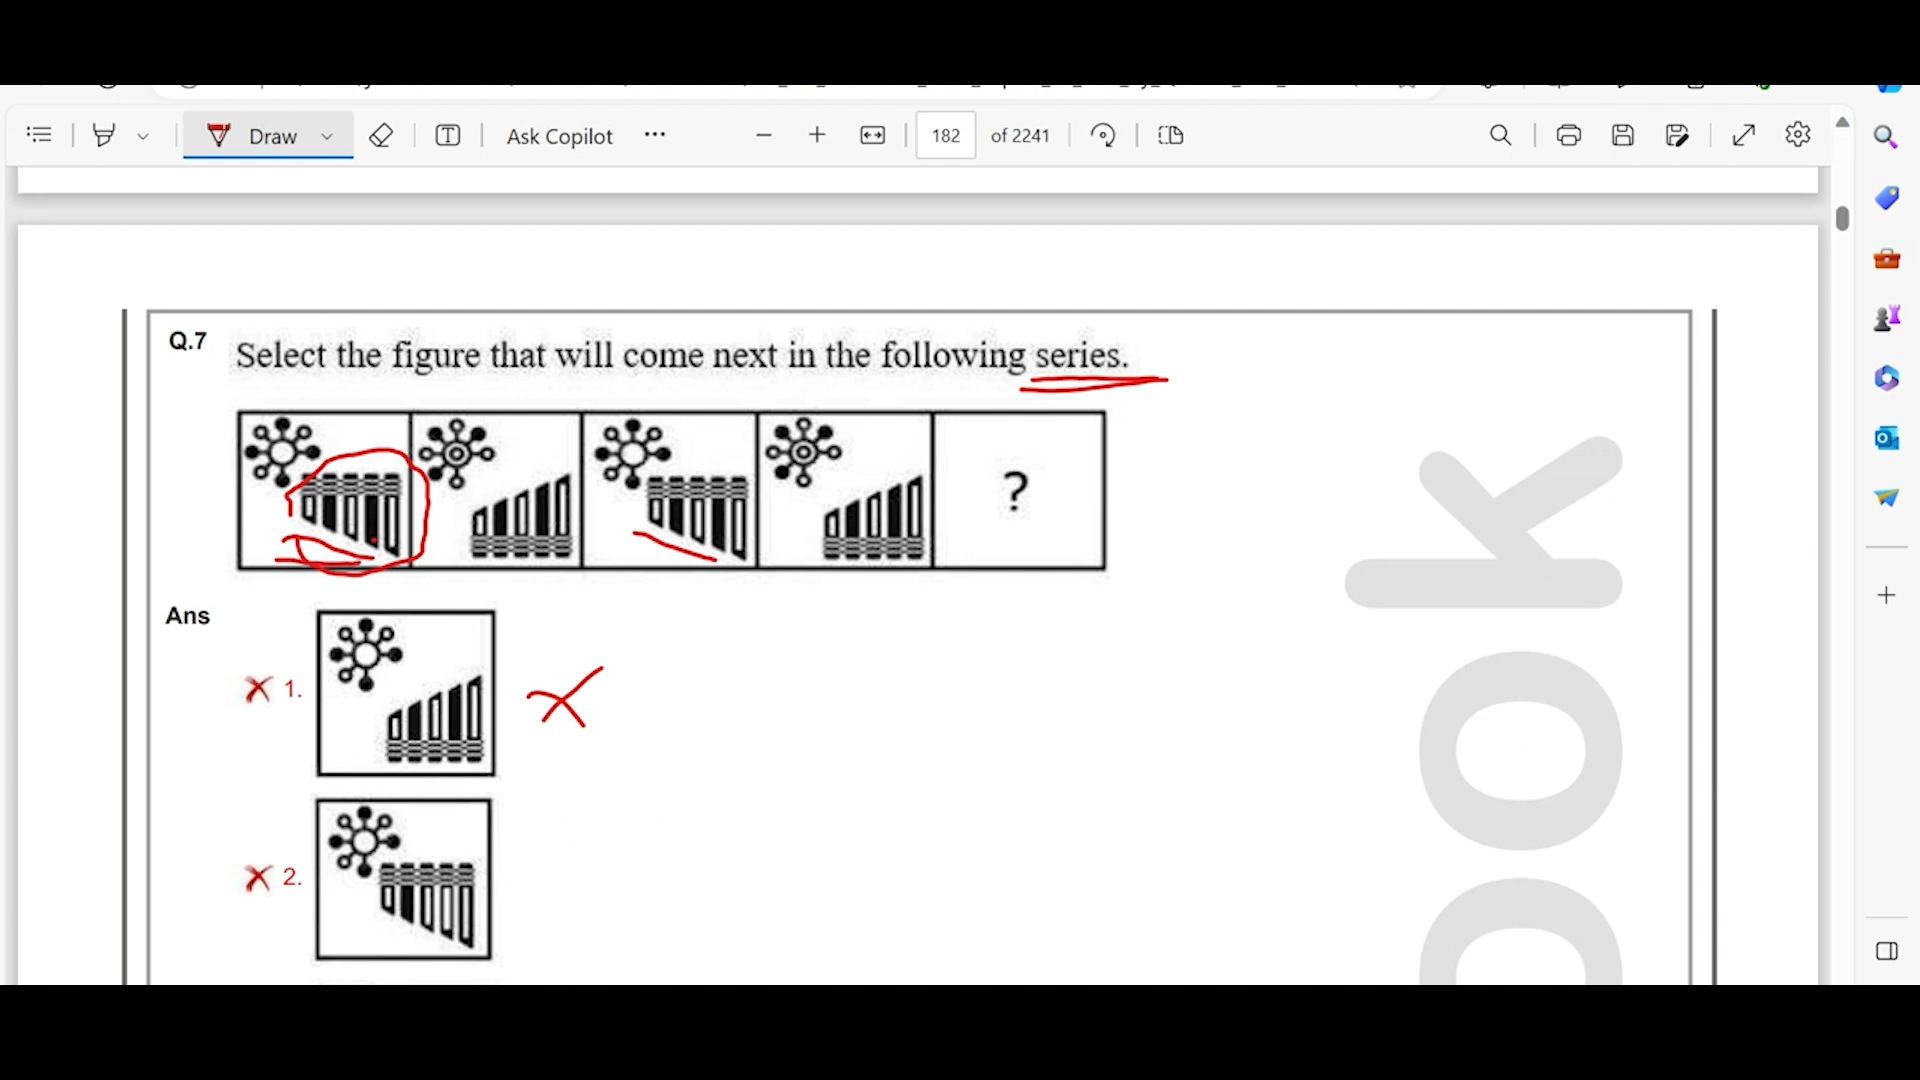 Draw
Ask Copilot
182 of 2241
Q.7 Select the figure that will come next in the following series.
?
Ans
1.
2.
ook